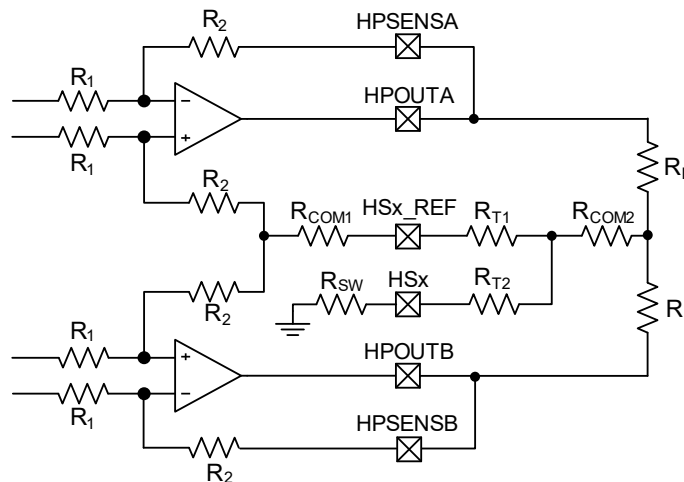 R2
HPSENSA
R1
HPOUTA
R1
R2
RCOM1
HSx_REF
RT1
RCOM2
RSW
HSx
RT2
R2
R1
HPOUTB
R1
HPSENSB
R2